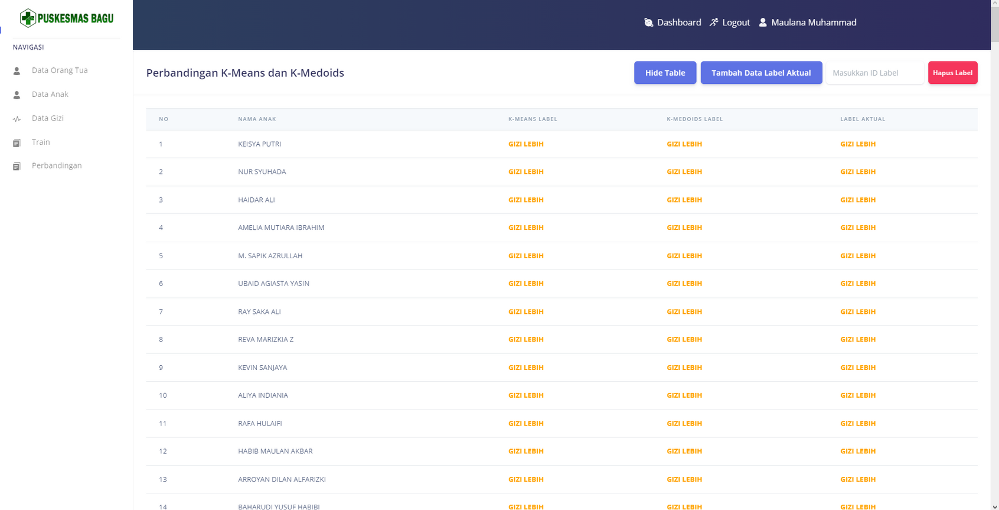 PUSKESMAS BAGU
Dashboard Logout Maulana Muhammad
NAVIGASI
Data Orang Tua
Data Anak
Data Gizi
Train
Perbandingan
Perbandingan K-Means dan K-Medoids
Hide Table Tambah Data Label Aktual Masukkan ID Label Hapus Label
NO NAMA ANAK K-MEANS LABEL K-MEDOIDS LABEL LABEL AKTUAL
1 KEISYA PUTRI GIZI LEBIH GIZI LEBIH GIZI LEBIH
2 NUR SYUHADA GIZI LEBIH GIZI LEBIH GIZI LEBIH
3 HAIDAR ALI GIZI LEBIH GIZI LEBIH GIZI LEBIH
4 AMELIA MUTIARA IBRAHIM GIZI LEBIH GIZI LEBIH GIZI LEBIH
5 M. SAPIK AZRULLAH GIZI LEBIH GIZI LEBIH GIZI LEBIH
6 UBAID AGIASTA YASIN GIZI LEBIH GIZI LEBIH GIZI LEBIH
7 RAY SAKA ALI GIZI LEBIH GIZI LEBIH GIZI LEBIH
8 REVA MARIZKIA Z GIZI LEBIH GIZI LEBIH GIZI LEBIH
9 KEVIN SANJAYA GIZI LEBIH GIZI LEBIH GIZI LEBIH
10 ALIYA INDIANIA GIZI LEBIH GIZI LEBIH GIZI LEBIH
11 RAFA HULAIFI GIZI LEBIH GIZI LEBIH GIZI LEBIH
12 HABIB MAULAN AKBAR GIZI LEBIH GIZI LEBIH GIZI LEBIH
13 ARROYAN DILAN ALFARIZKI GIZI LEBIH GIZI LEBIH GIZI LEBIH
14 BAHARUDI YUSUF HABIBI GIZI LEBIH GIZI LEBIH GIZI LEBIH